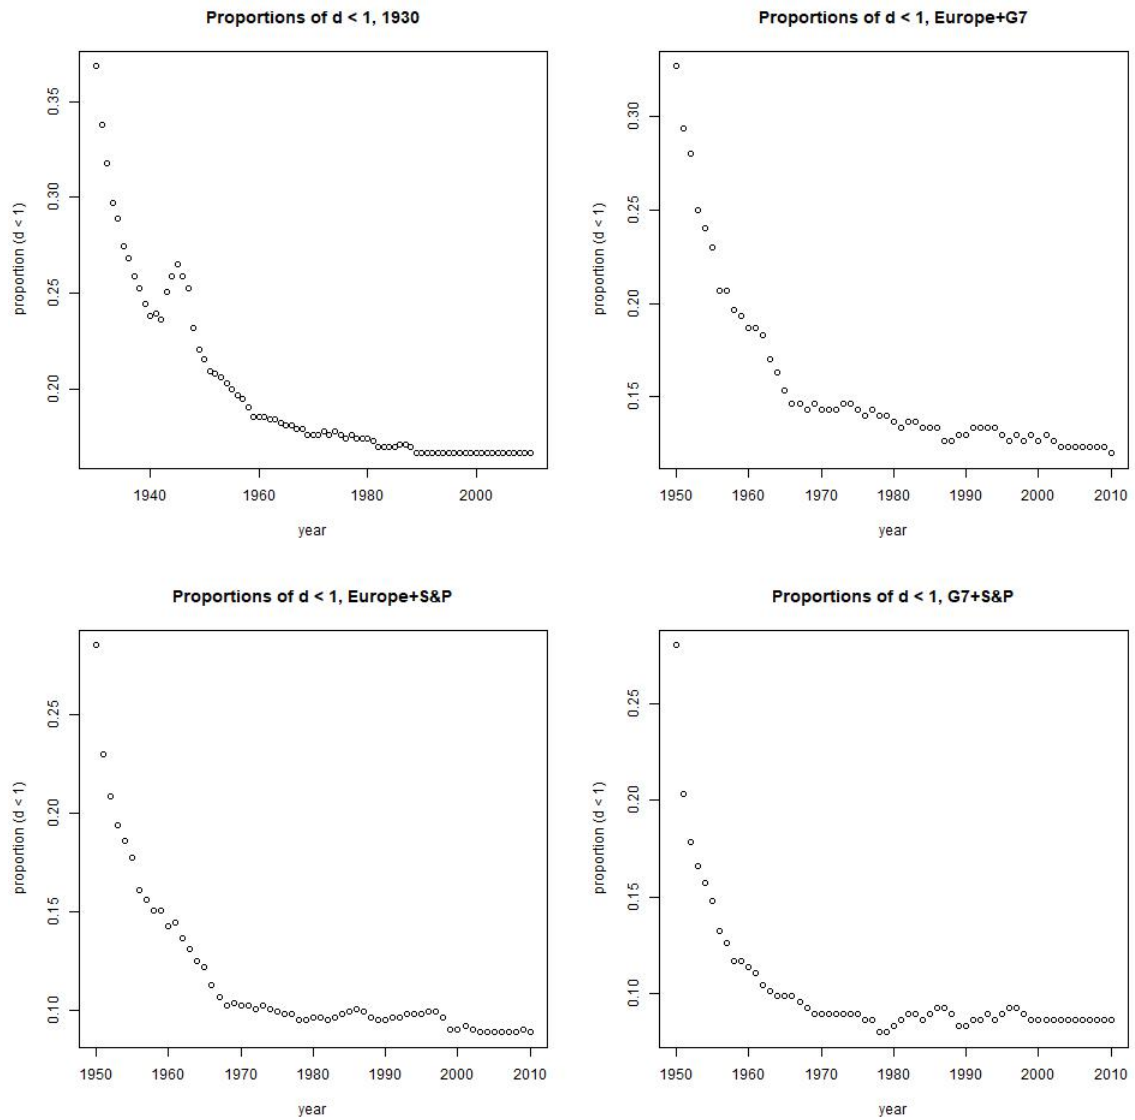 Proportions of d < 1, 1930
proportion (d < 1)
0.35
0.30
0.25
0.20
1940 1960 1980 2000
year
Proportions of d < 1, Europe+G7
proportion (d < 1)
0.30
0.25
0.20
0.15
1950 1960 1970 1980 1990 2000 2010
year
Proportions of d < 1, Europe+S&P
proportion (d < 1)
0.25
0.20
0.15
0.10
1950 1960 1970 1980 1990 2000 2010
year
Proportions of d < 1, G7+S&P
proportion (d < 1)
0.25
0.20
0.15
0.10
1950 1960 1970 1980 1990 2000 2010
year